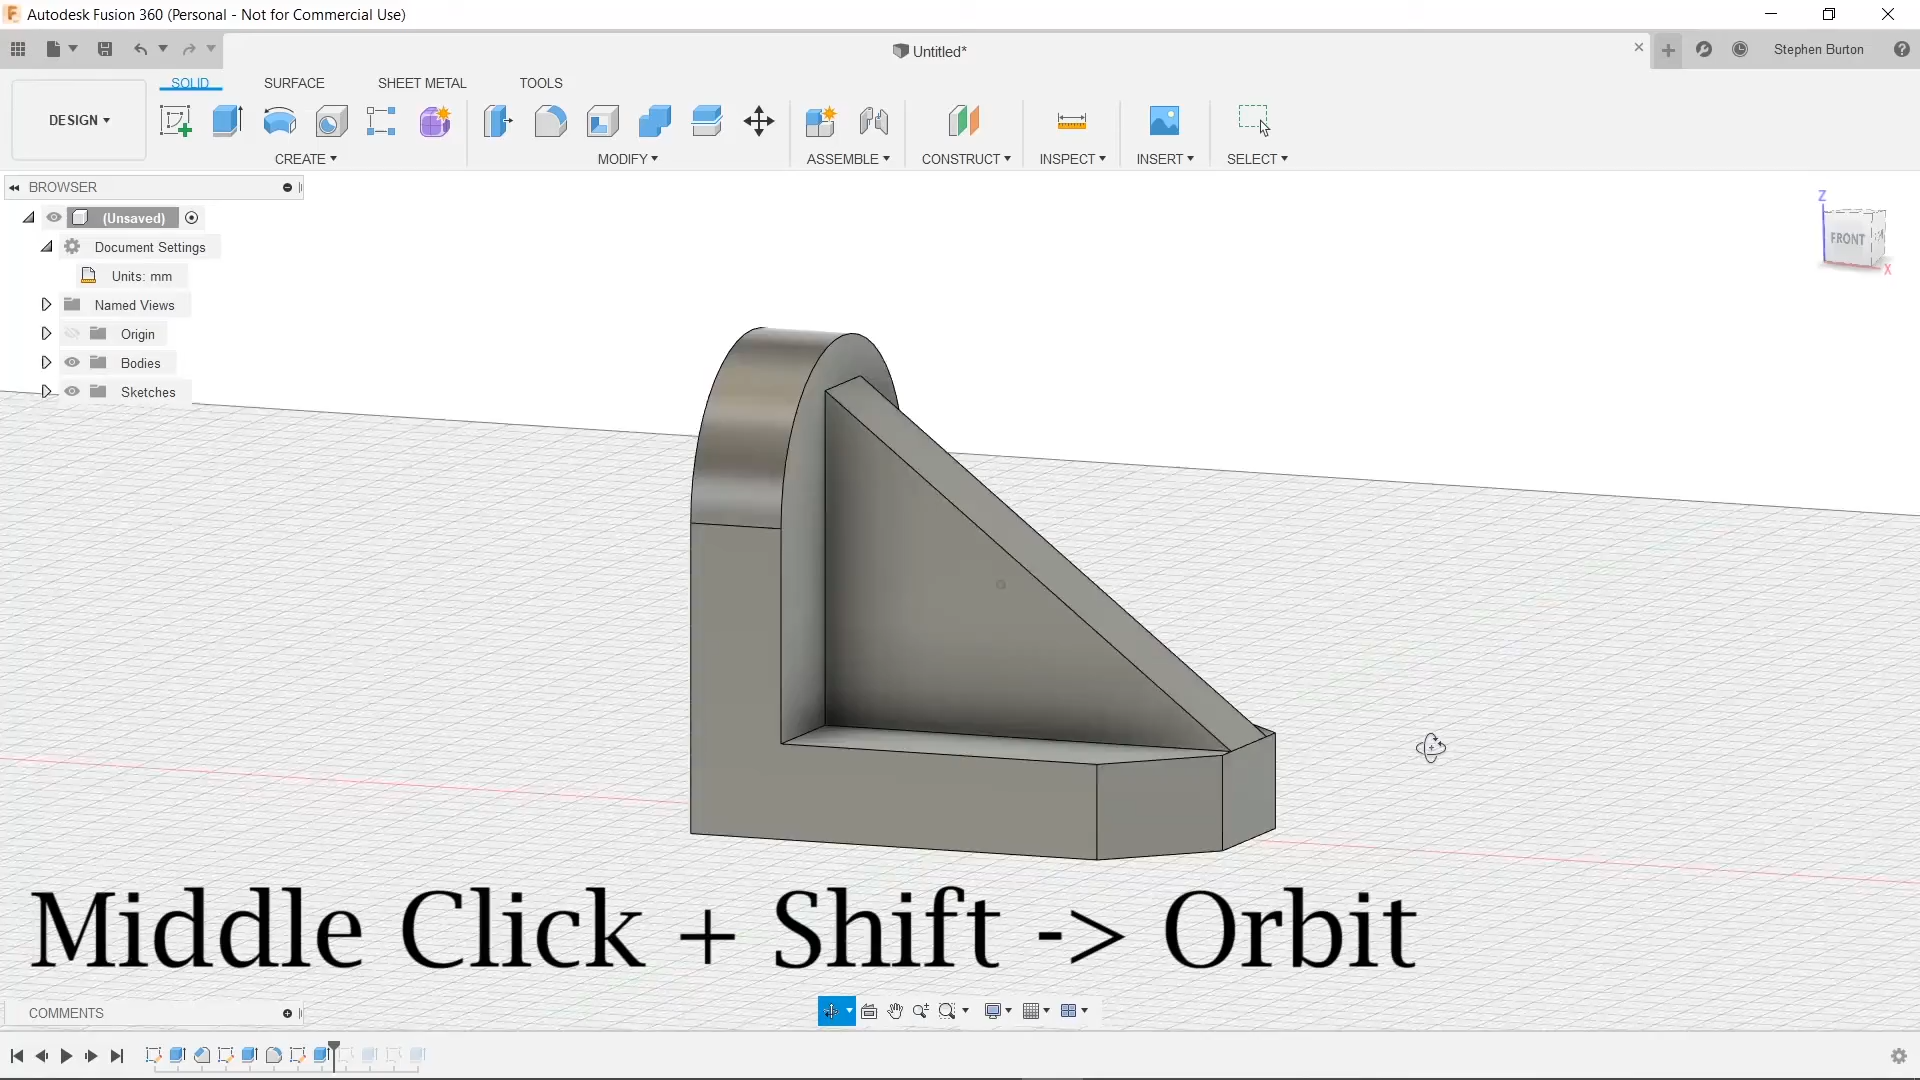 Autodesk Fusion 360 (Personal - Not for Commercial Use)
Untitled*
Stephen Burton
DESIGN
SOLID
SURFACE
SHEET METAL
TOOLS
CREATE
MODIFY
ASSEMBLE
CONSTRUCT
INSPECT
INSERT
SELECT
BROWSER
(Unsaved)
Document Settings
Units: mm
Named Views
Origin
Bodies
Sketches
Z
FRONT
X
Middle Click + Shift -> Orbit
COMMENTS